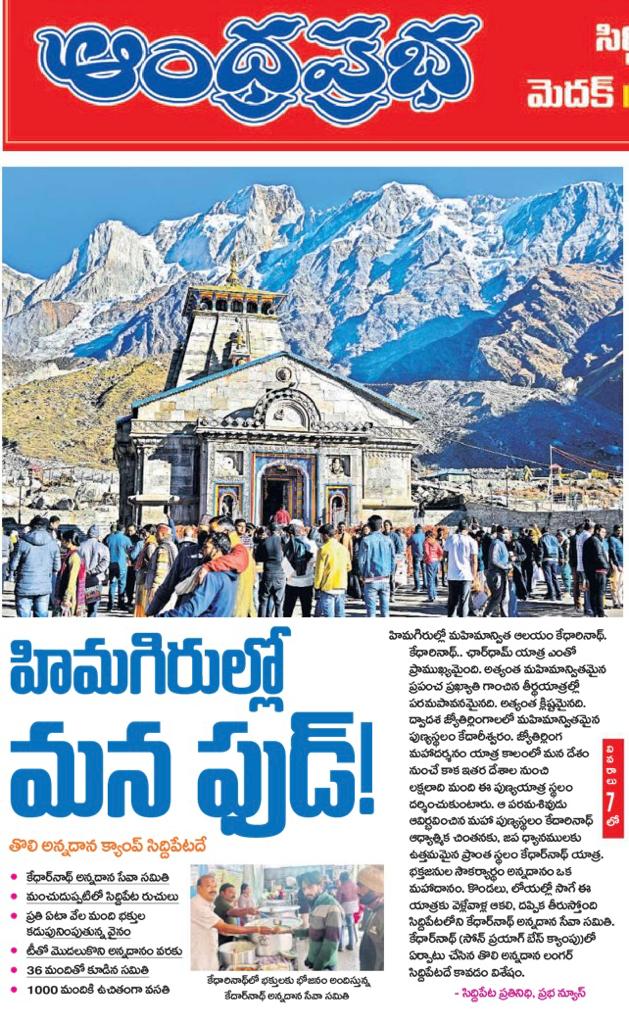 ఆంధ్రప్రభ
సి
మెదక్
హిమగిరుల్లో
మన ఫుడ్!
తొలి అన్నదాన క్యాంప్ సిద్దిపేటదే
కేధార్‌నాథ్ అన్నదాన సేవా సమితి
మంచుదుప్పటిలో సిద్దిపేట రుచులు
ప్రతి ఏటా వేల మంది భక్తుల
కడుపునింపుతున్న వైనం
టీతో మొదలుకొని అన్నదానం వరకు
36 మందితో కూడిన సమితి
1000 మందికి ఉచితంగా వసతి
కేధారినాథ్‌లో భక్తులకు భోజనం అందిస్తున్న
కేదార్‌నాథ్ అన్నదాన సేవా సమితి
హిమగిరుల్లో మహిమాన్విత ఆలయం కేధారినాథ్.
కేధారినాథ్.. ఛార్‌ధామ్ యాత్ర ఎంతో
ప్రాముఖ్యమైంది. అత్యంత మహిమాన్వితమైన
ప్రపంచ ప్రఖ్యాతి గాంచిన తీర్థయాత్రల్లో
పరమపావనమైనది. అత్యంత క్లిష్టమైనది.
ద్వాదశ జ్యోతిర్లింగాలలో మహిమాన్వితమైన
పుణ్యస్థలం కేదారీశ్వరం. జ్యోతిర్లింగ
మహాదర్శనం యాత్ర కాలంలో మన దేశం
నుంచే కాక ఇతర దేశాల నుంచి
లక్షలాది మంది ఈ పుణ్యయాత్ర స్థలం
దర్శించుకుంటారు. ఆ పరమశివుడు
ఆవిర్భవించిన మహా పుణ్యస్థలం కేదారినాథ్
ఆధ్యాత్మిక చింతనకు, జప ధ్యానములకు
ఉత్తమమైన ప్రాంత స్థలం కేధార్‌నాథ్ యాత్ర.
భక్తజనుల సౌకర్యార్థం అన్నదానం ఒక
మహాదానం. కొండలు, లోయల్లో సాగే ఈ
యాత్రకు వెళ్లేవాళ్ల ఆకలి, దప్పిక తీరుస్తోంది
సిద్దిపేటలోని కేధార్‌నాథ్ అన్నదాన సేవా సమితి.
కేధార్‌నాథ్ (సోన్ ప్రయాగ్ బేస్ క్యాంపు)లో
ఏర్పాటు చేసిన తొలి అన్నదాన లంగర్
సిద్దిపేటదే కావడం విశేషం.
- సిద్దిపేట ప్రతినిధి, ప్రభ న్యూస్
వివరాలు 7 లో